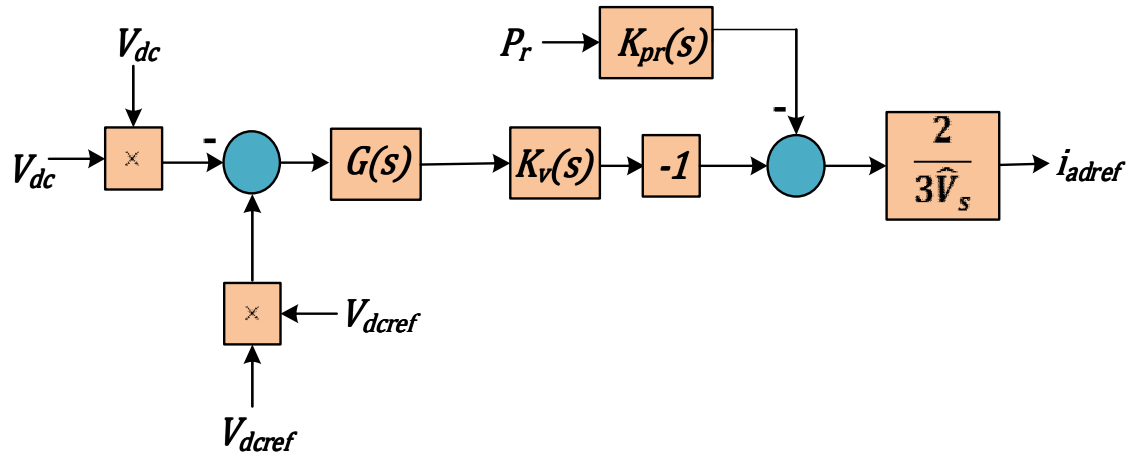 V_dc
P_r
K_pr(s)
-
-
V_dc
×
G(s)
K_v(s)
-1
2
3V̂_s
i_adref
×
V_dcref
V_dcref